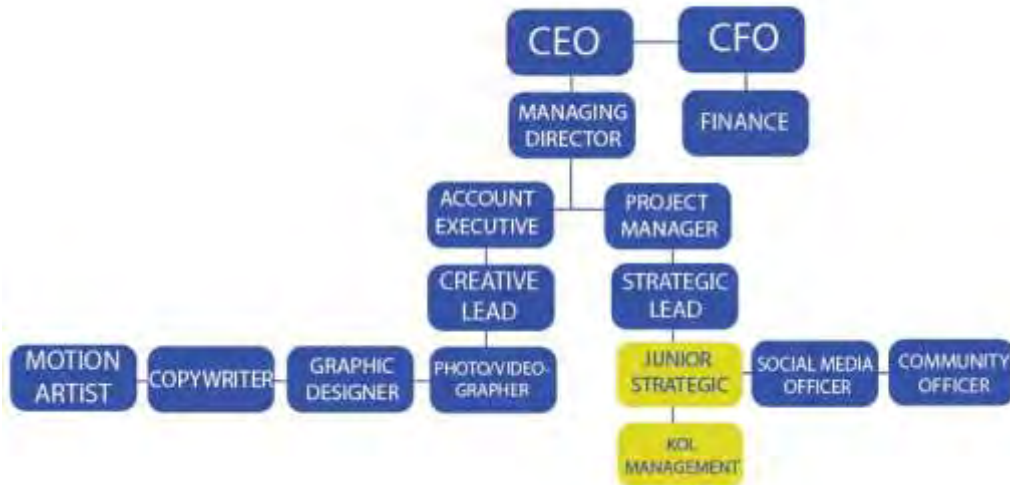 CEO
CFO
MANAGING
DIRECTOR
FINANCE
ACCOUNT
EXECUTIVE
PROJECT
MANAGER
CREATIVE
LEAD
STRATEGIC
LEAD
MOTION
ARTIST
COPYWRITER
GRAPHIC
DESIGNER
PHOTO/VIDEO-
GRAPHER
JUNIOR
STRATEGIC
SOCIAL MEDIA
OFFICER
COMMUNITY
OFFICER
KOL
MANAGEMENT